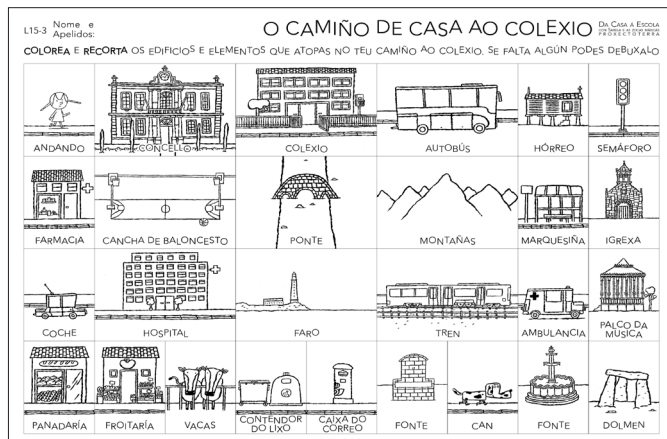 L15-3 Nome e Apelidos:
O CAMIÑO DE CASA AO COLEXIO
DA CASA A ESCOLA
PROXECTOTERRA
COLOREA E RECORTA OS EDIFICIOS E ELEMENTOS QUE ATOPAS NO TEU CAMIÑO AO COLEXIO. SE FALTA ALGÚN PODES DEBUXALO
ANDANDO
CONCELLO
COLEXIO
AUTOBÚS
HÓRREO
SEMÁFORO
FARMACIA
CANCHA DE BALONCESTO
PONTE
MONTAÑAS
MARQUESIÑA
IGREXA
COCHE
HOSPITAL
FARO
TREN
AMBULANCIA
PALCO DA
MÚSICA
PANADARÍA
FROITARÍA
VACAS
CONTENDOR
DO LIXO
CAIXA DO
CORREO
FONTE
CAN
FONTE
DOLMEN